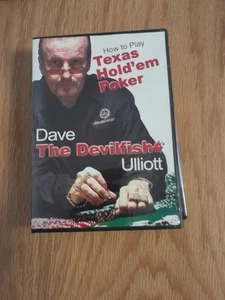 How to Play
Texas
Hold'em
Poker
Dave
The Devilfish
Ulliott